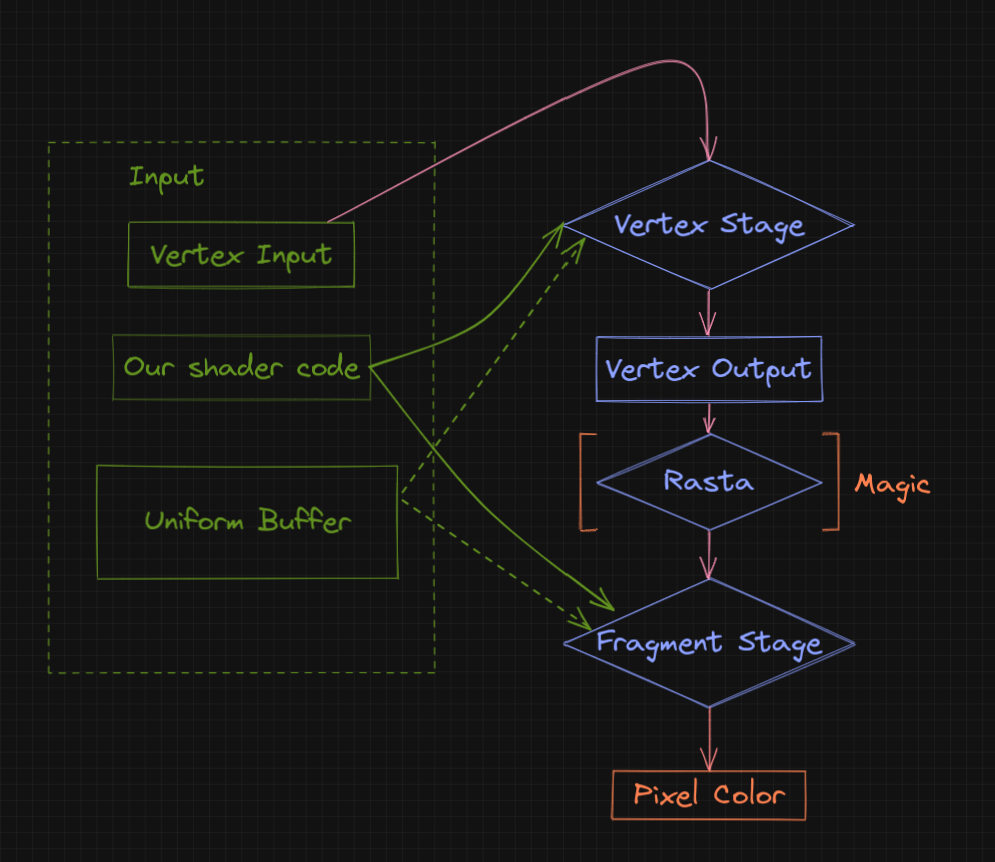 Input
Vertex Input
Our shader code
Uniform Buffer
Vertex Stage
Vertex Output
Rasta
Magic
Fragment Stage
Pixel Color